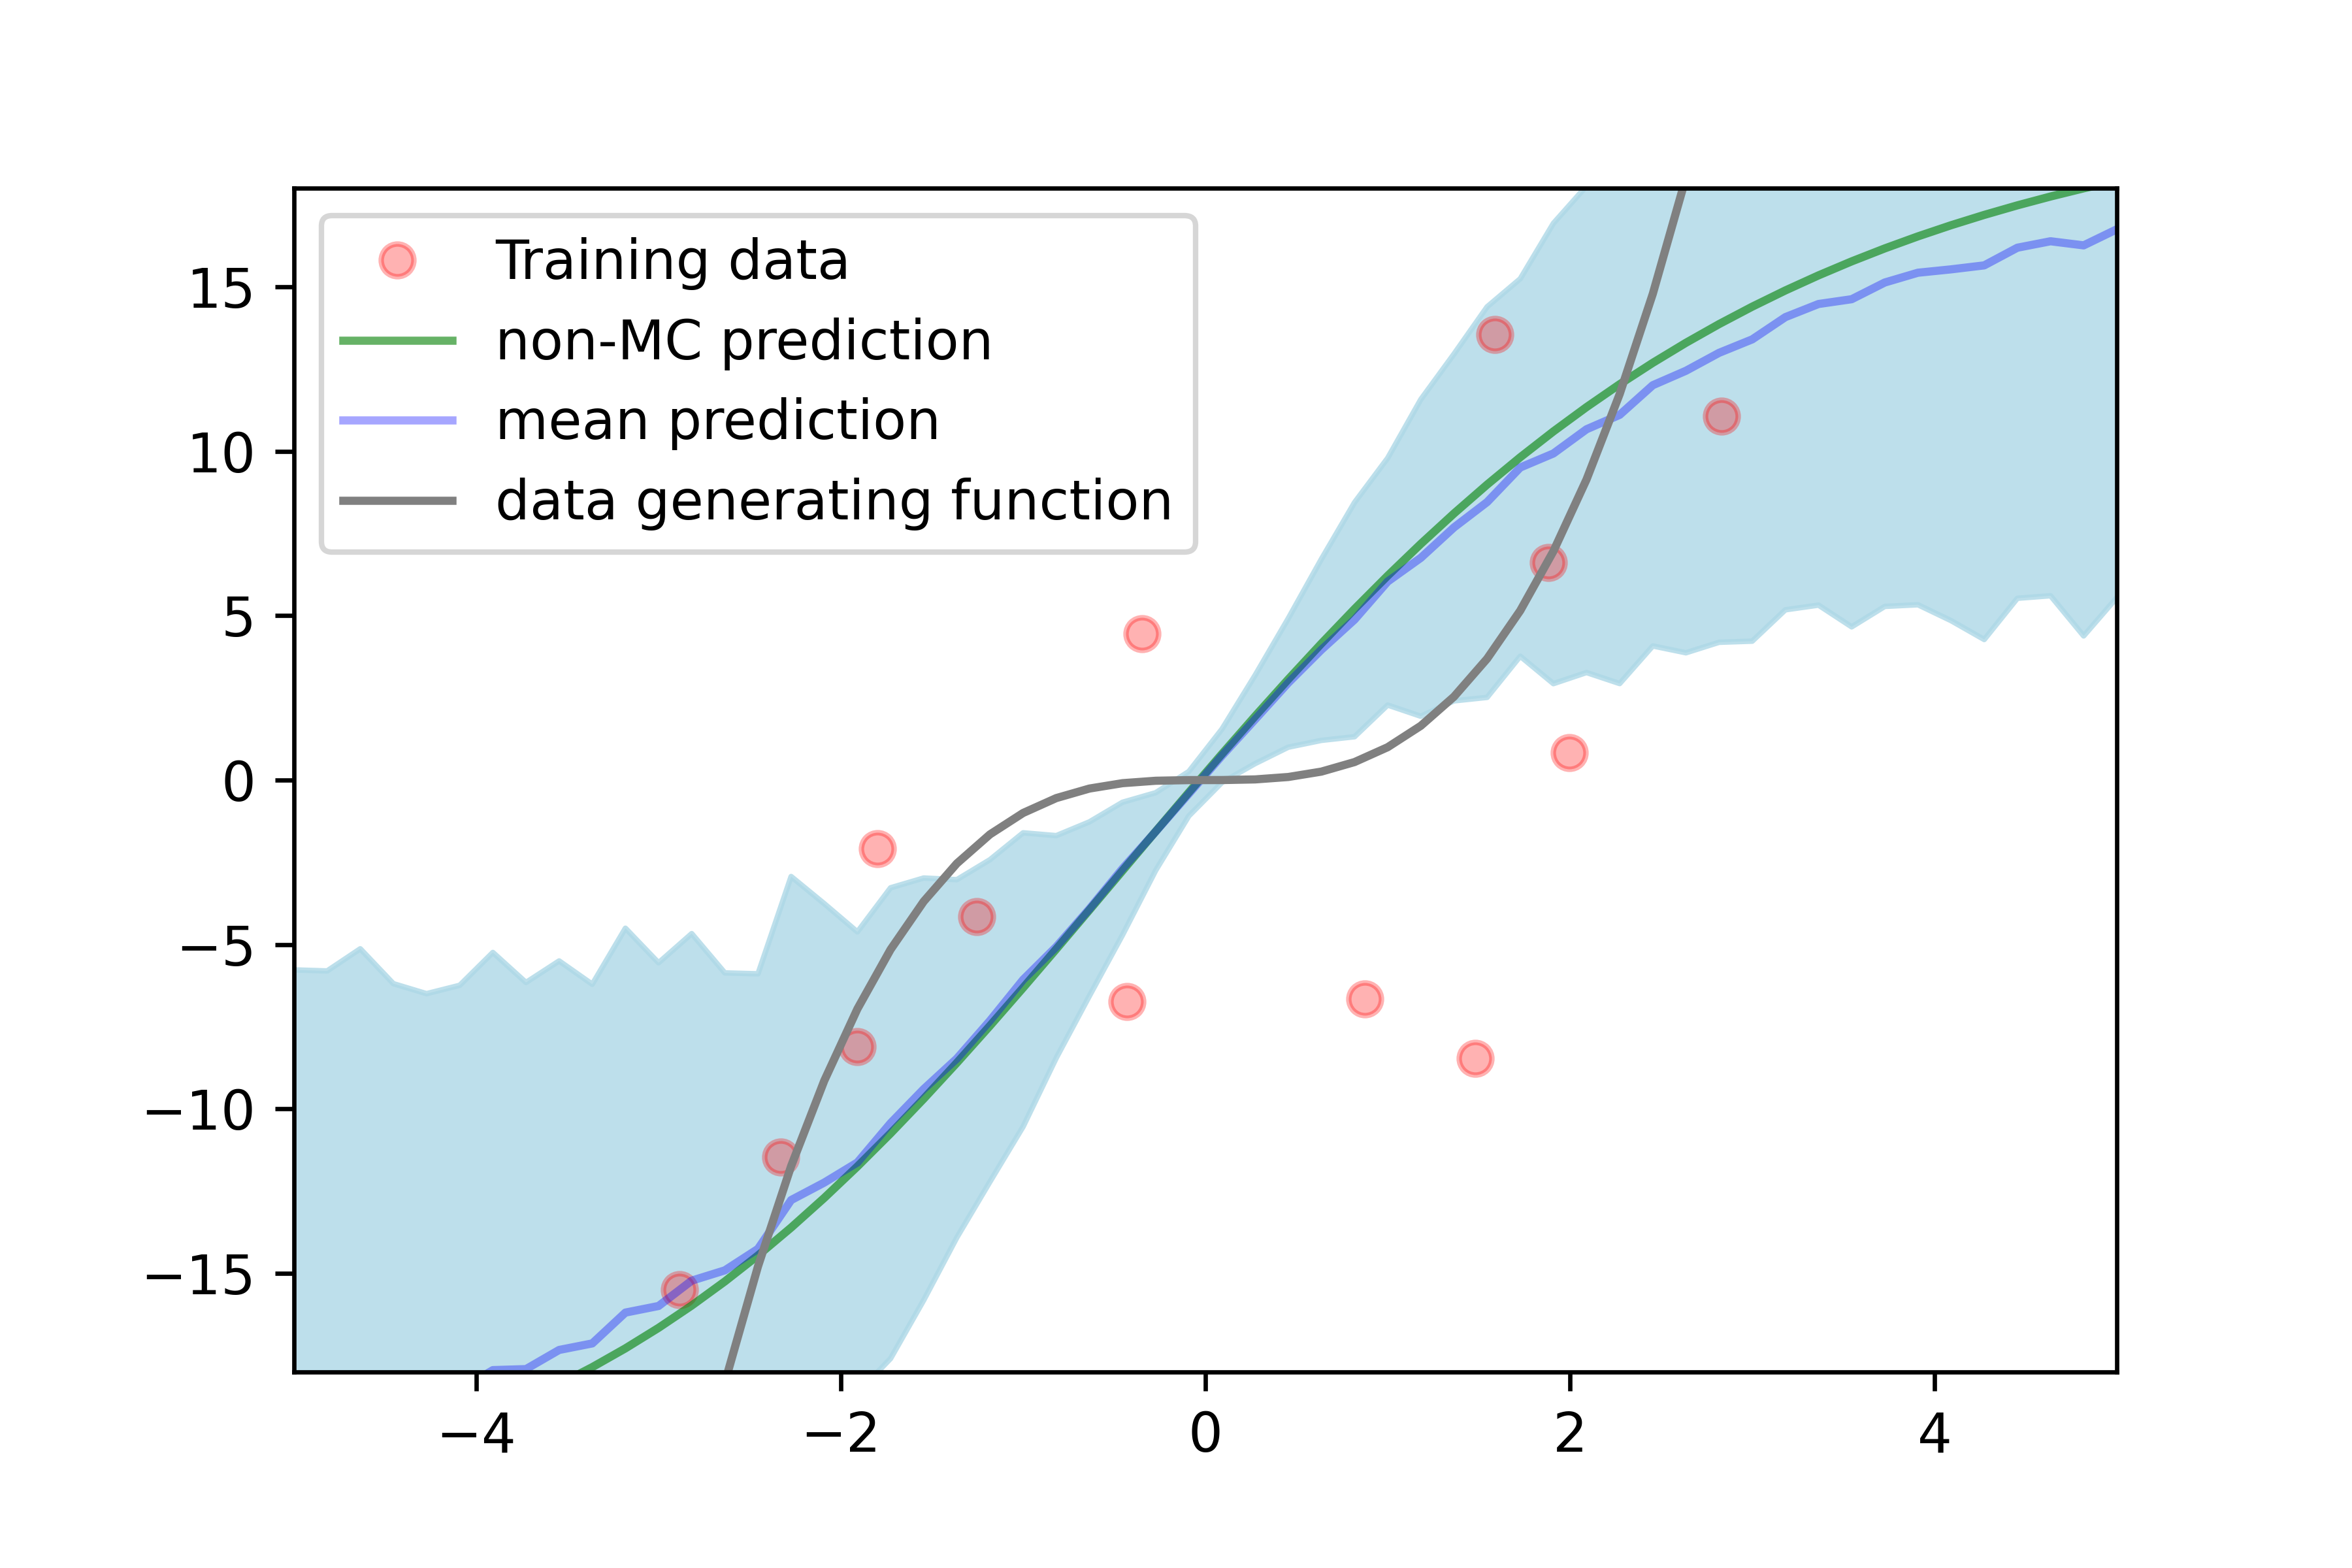 Training data
non-MC prediction
mean prediction
data generating function
15
10
5
0
−5
−10
−15
−4 −2 0 2 4